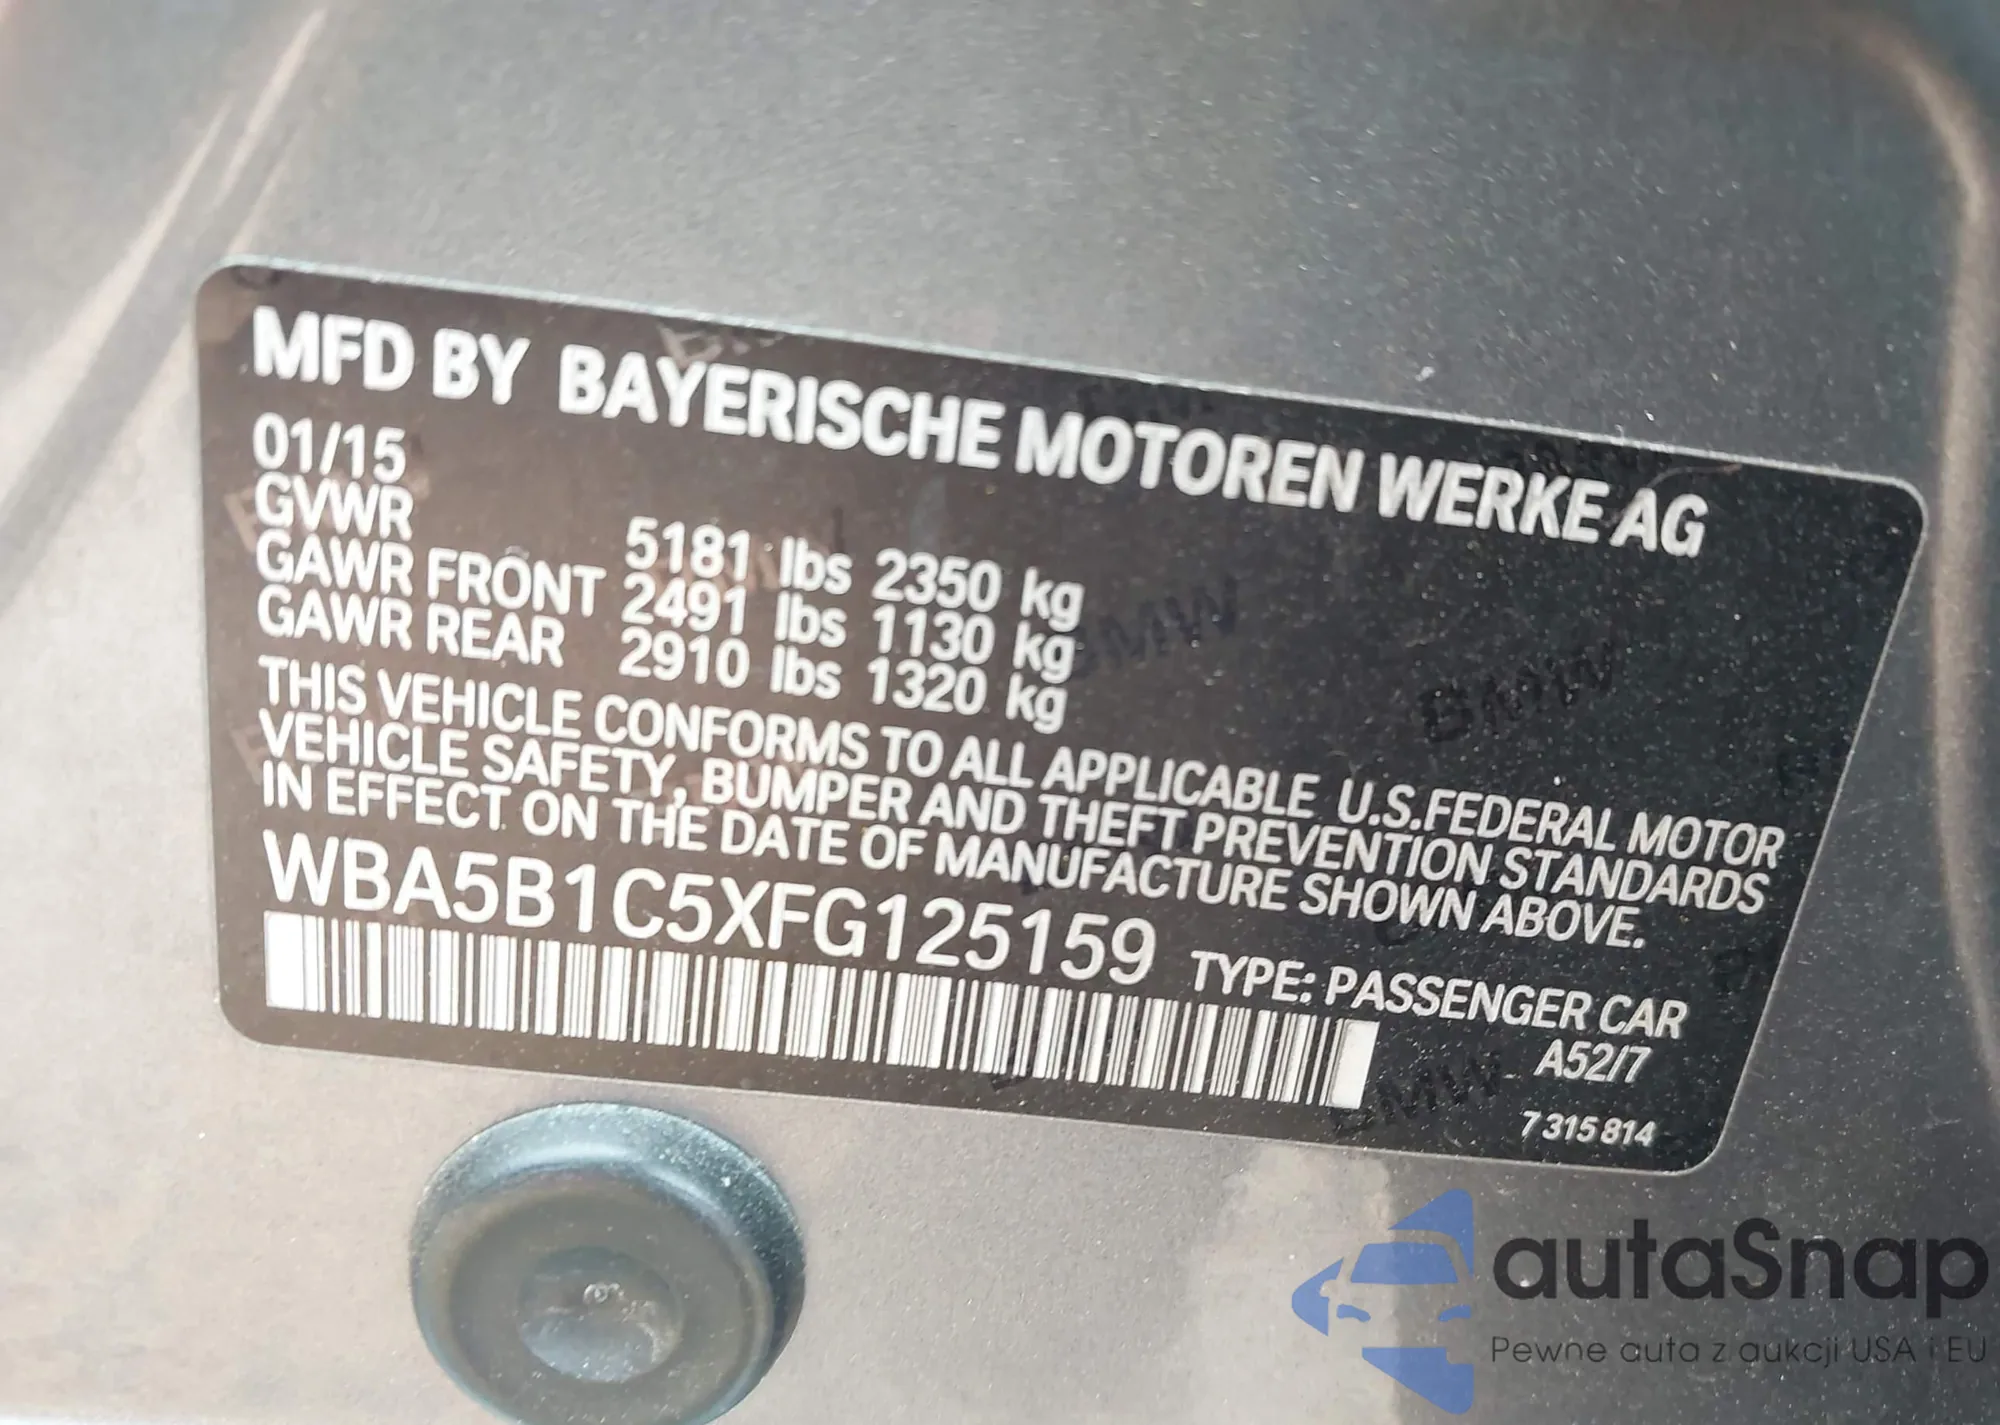 MFD BY BAYERISCHE MOTOREN WERKE AG
01/15
GVWR 5181 lbs 2350 kg
GAWR FRONT 2491 lbs 1130 kg
GAWR REAR 2910 lbs 1320 kg
THIS VEHICLE CONFORMS TO ALL APPLICABLE U.S.FEDERAL MOTOR
VEHICLE SAFETY, BUMPER AND THEFT PREVENTION STANDARDS
IN EFFECT ON THE DATE OF MANUFACTURE SHOWN ABOVE.
WBA5B1C5XFG125159
TYPE: PASSENGER CAR
A52/7
7 315 814
autaSnap
Pewne auta z aukcji USA i EU